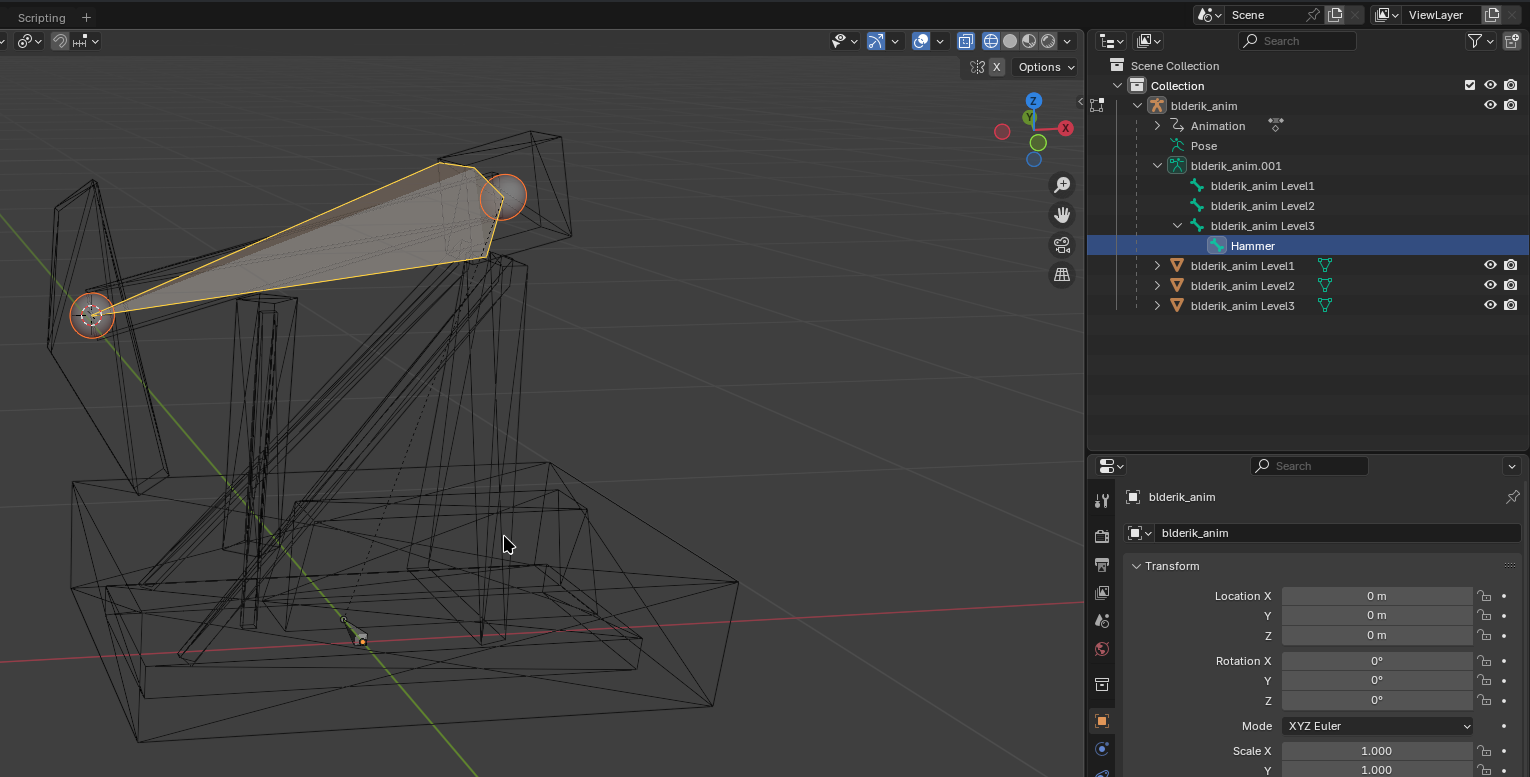 Scripting +
Scene
ViewLayer
Search
X Options
Scene Collection
Collection
blderik_anim
Animation
Pose
blderik_anim.001
blderik_anim Level1
blderik_anim Level2
blderik_anim Level3
Hammer
blderik_anim Level1
blderik_anim Level2
blderik_anim Level3
Z
Y
X
Search
blderik_anim
blderik_anim
Transform
Location X 0 m
Y 0 m
Z 0 m
Rotation X 0°
Y 0°
Z 0°
Mode XYZ Euler
Scale X 1.000
Y 1.000